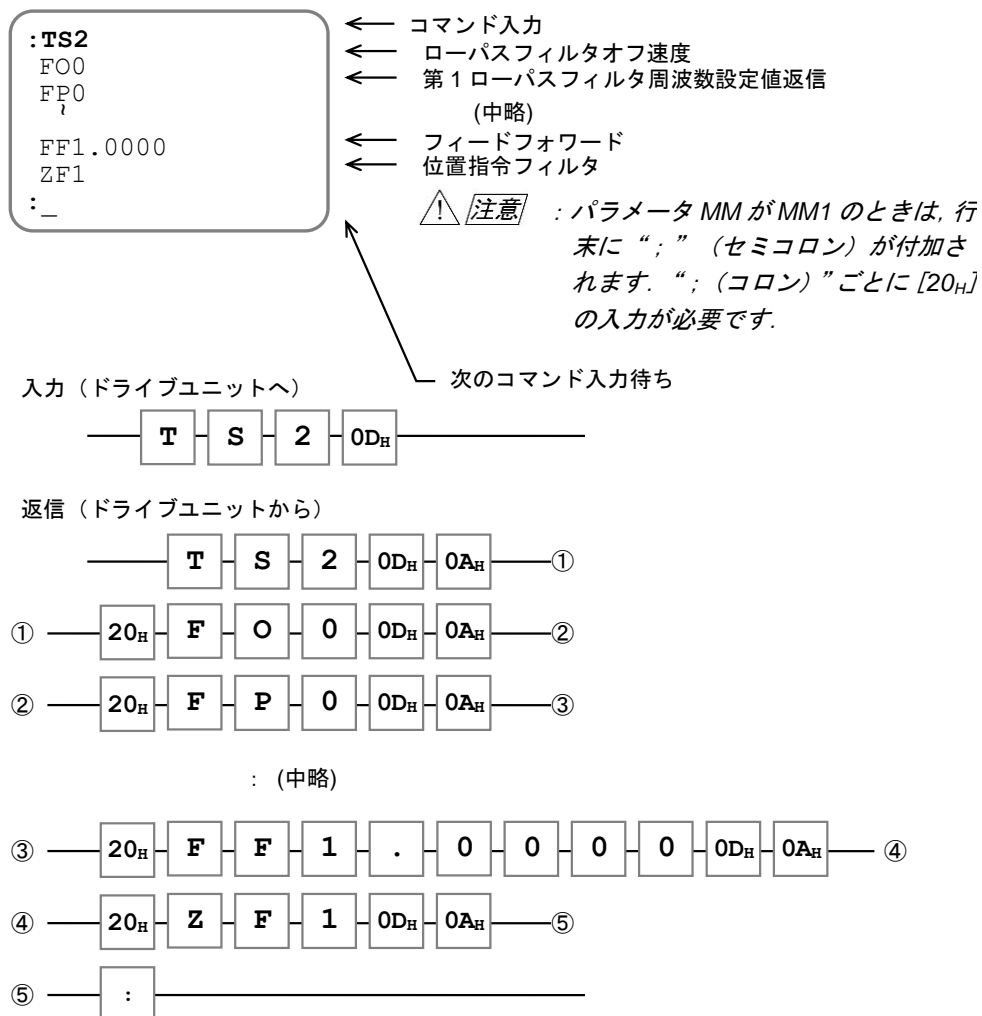 :TS2
FO0
FP0
~
FF1.0000
ZF1
:_
コマンド入力
ローパスフィルタオフ速度
第1ローパスフィルタ周波数設定値返信
(中略)
フィードフォワード
位置指令フィルタ
注意 : パラメータ MM が MM1 のときは, 行
末に “ ; ” （セミコロン）が付加さ
れます. “ ; （コロン）” ごとに [20H]
の入力が必要です.
次のコマンド入力待ち
入力（ドライブユニットへ）
T S 2 0DH
返信（ドライブユニットから）
T S 2 0DH 0AH ①
① 20H F O 0 0DH 0AH ②
② 20H F P 0 0DH 0AH ③
: (中略)
③ 20H F F 1 . 0 0 0 0 0DH 0AH ④
④ 20H Z F 1 0DH 0AH ⑤
⑤ :